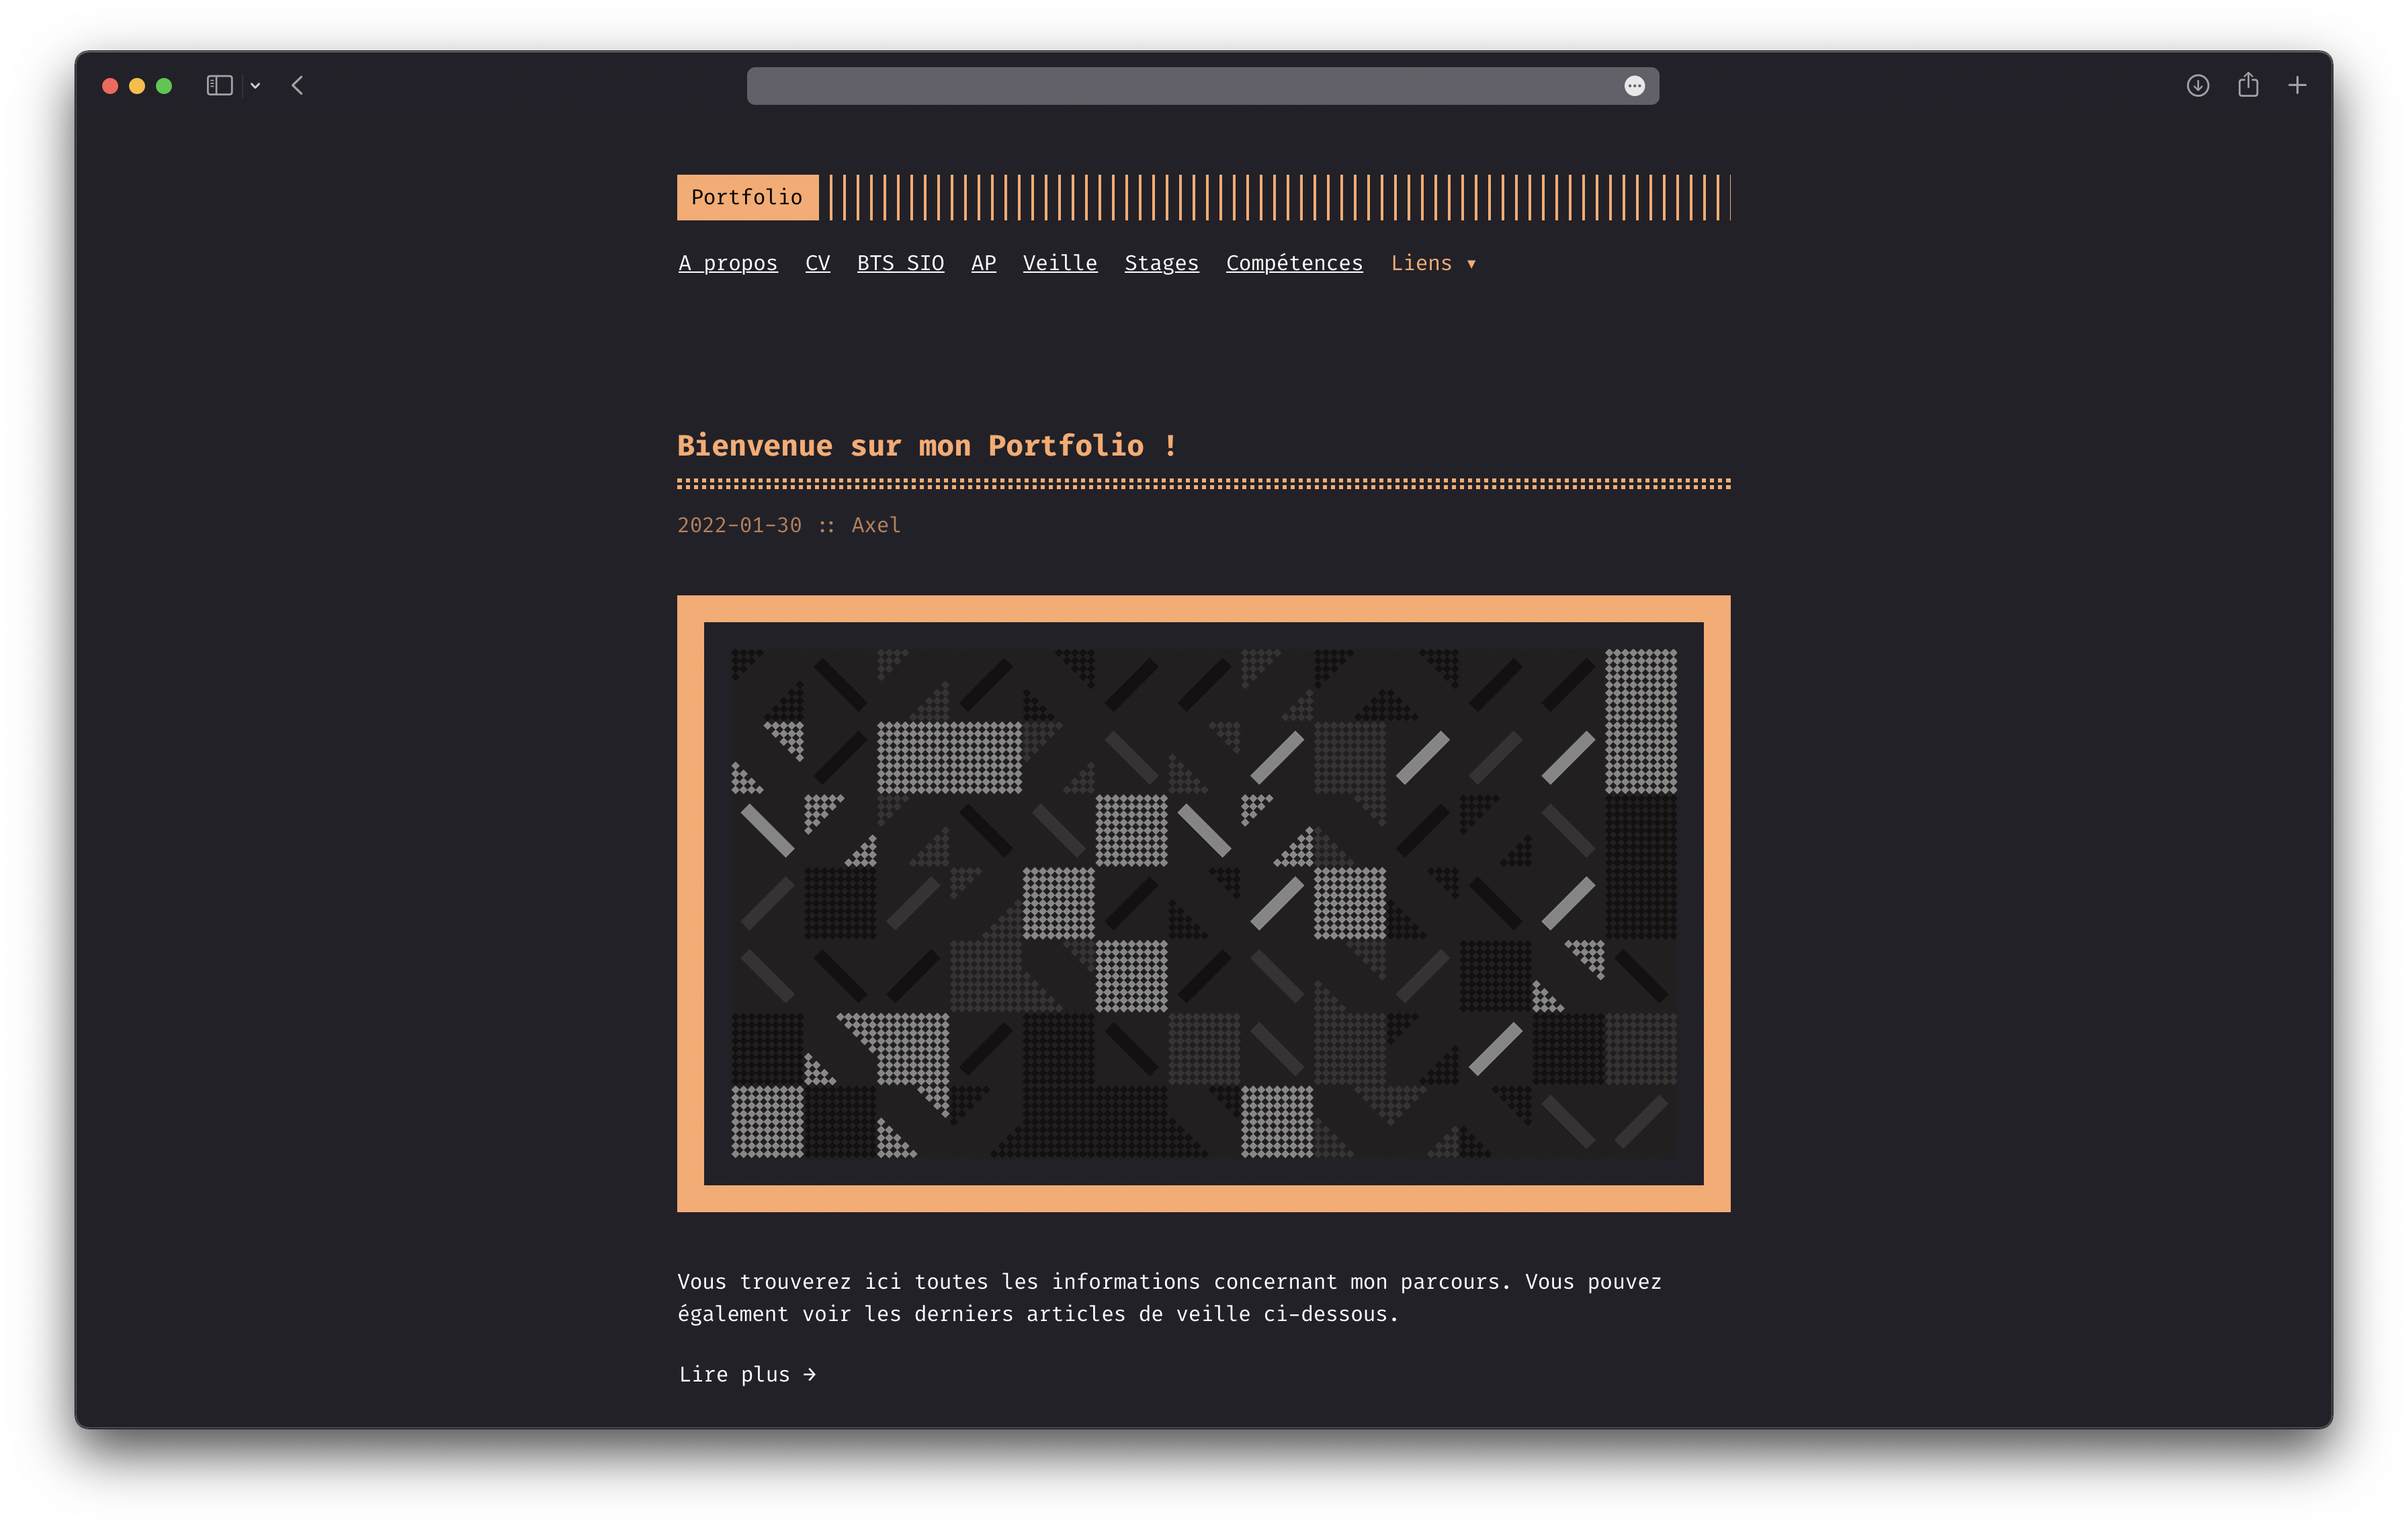 Portfolio
A propos CV BTS SIO AP Veille Stages Compétences Liens ▾
Bienvenue sur mon Portfolio !
2022-01-30 :: Axel
Vous trouverez ici toutes les informations concernant mon parcours. Vous pouvez
également voir les derniers articles de veille ci-dessous.
Lire plus →